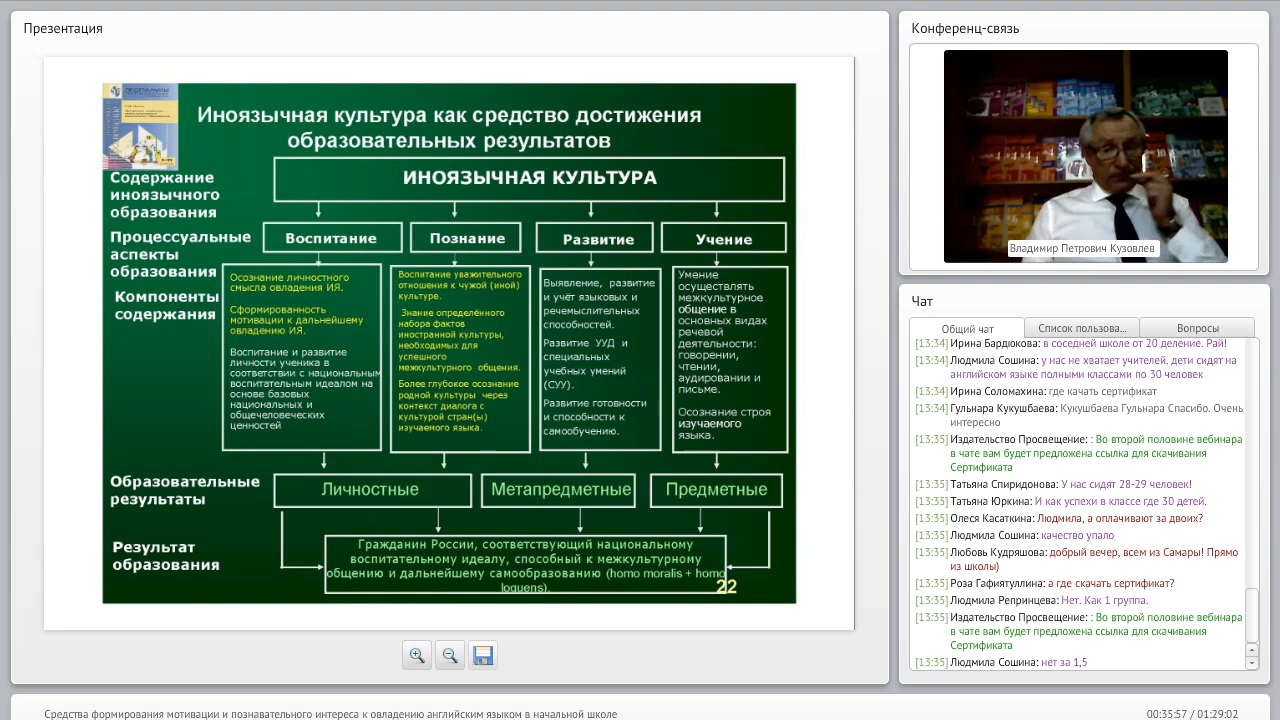 Презентация
Иноязычная культура как средство достижения
образовательных результатов
Содержание
иноязычного
образования
ИНОЯЗЫЧНАЯ КУЛЬТУРА
Процессуальные
аспекты
образования
Воспитание
Познание
Развитие
Учение
Компоненты
содержания
Осознание личностного
смысла овладения ИЯ.
Сформированность
мотивации к дальнейшему
овладению ИЯ.
Воспитание и развитие
личности ученика в
соответствии с национальным
воспитательным идеалом на
основе базовых
национальных и
общечеловеческих
ценностей
Воспитание уважительного
отношения к чужой (иной)
культуре.
Знание определённого
набора фактов
иностранной культуры,
необходимых для
успешного
межкультурного общения.
Более глубокое осознание
родной культуры через
контекст диалога с
культурой стран(ы)
изучаемого языка.
Выявление, развитие
и учёт языковых и
речемыслительных
способностей.
Развитие УУД и
специальных
учебных умений
(СУУ).
Развитие готовности
и способности к
самообучению.
Умение
осуществлять
межкультурное
общение в
основных видах
речевой
деятельности:
говорении,
чтении,
аудировании и
письме.
Осознание строя
изучаемого
языка.
Образовательные
результаты
Личностные
Метапредметные
Предметные
Результат
образования
Гражданин России, соответствующий национальному
воспитательному идеалу, способный к межкультурному
общению и дальнейшему самообразованию (homo moralis + homo
loquens).
22
Конференц-связь
Владимир Петрович Кузовлев
Чат
Общий чат
Список пользова...
Вопросы
[13:34] Ирина Бардюкова: в соседней школе от 20 деление. Рай!
[13:34] Людмила Сошина: у нас не хватает учителей. дети сидят на
английском языке полными классами по 30 человек
[13:34] Ирина Соломахина: где качать сертификат
[13:34] Гульнара Кукушбаева: Кукушбаева Гульнара Спасибо. Очень
интересно
[13:35] Издательство Просвещение: : Во второй половине вебинара
в чате вам будет предложена ссылка для скачивания
Сертификата
[13:35] Татьяна Спиридонова: У нас сидят 28-29 человек!
[13:35] Татьяна Юркина: И как успехи в классе где 30 детей.
[13:35] Олеся Касаткина: Людмила, а оплачивают за двоих?
[13:35] Людмила Сошина: качество упало
[13:35] Любовь Кудряшова: добрый вечер, всем из Самары! Прямо
из школы)
[13:35] Роза Гафиятуллина: а где скачать сертификат?
[13:35] Людмила Репринцева: Нет. Как 1 группа.
[13:35] Издательство Просвещение: : Во второй половине вебинара
в чате вам будет предложена ссылка для скачивания
Сертификата
[13:35] Людмила Сошина: нет за 1,5
Средства формирования мотивации и познавательного интереса к овладению английским языком в начальной школе
00:35:57 / 01:29:02